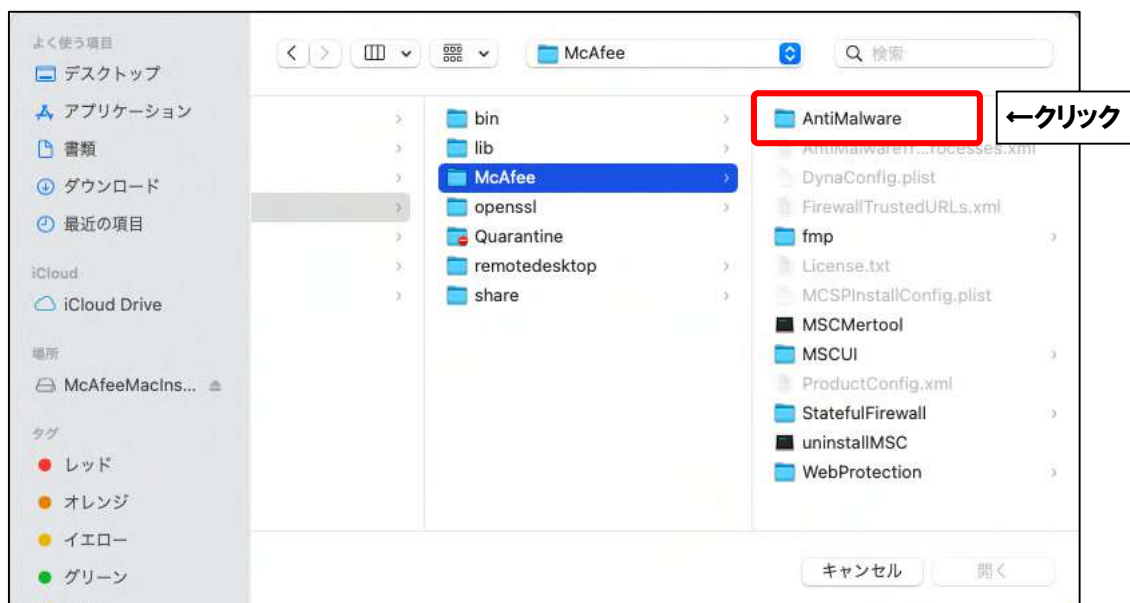 よく使う項目
デスクトップ
アプリケーション
書類
ダウンロード
最近の項目
iCloud
iCloud Drive
場所
McAfeeMacIns...
タグ
レッド
オレンジ
イエロー
グリーン
McAfee
検索
bin
lib
McAfee
openssl
Quarantine
remotedesktop
share
AntiMalware
←クリック
AntiMalwareTr...rocesses.xml
DynaConfig.plist
FirewallTrustedURLs.xml
fmp
License.txt
MCSPInstallConfig.plist
MSCMertool
MSCUI
ProductConfig.xml
StatefulFirewall
uninstallMSC
WebProtection
キャンセル
開く